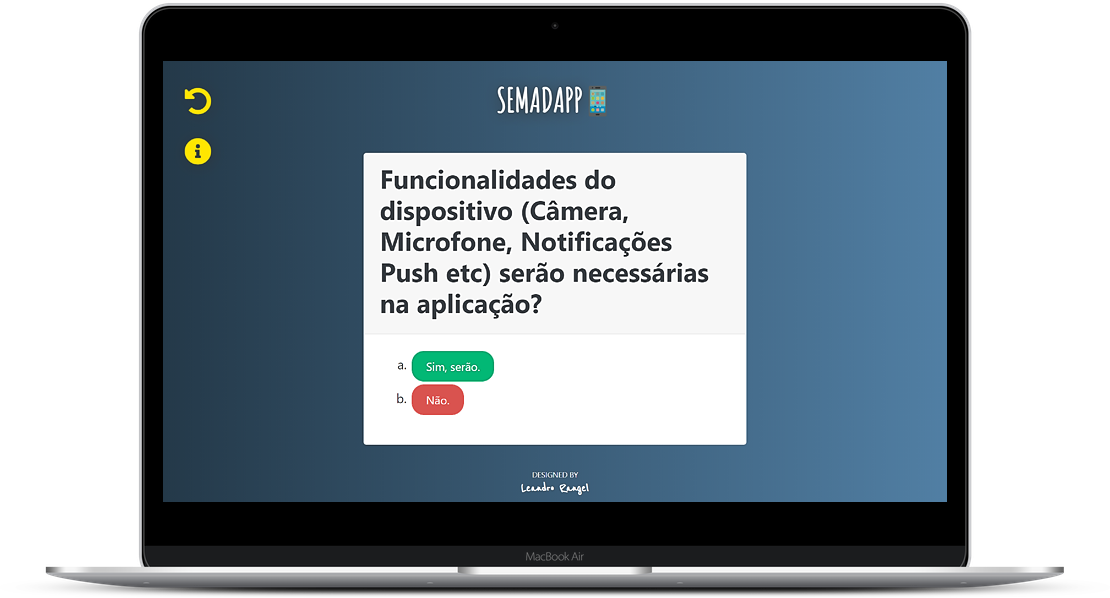 SEMADAPP
Funcionalidades do
dispositivo (Câmera,
Microfone, Notificações
Push etc) serão necessárias
na aplicação?
a. Sim, serão.
b. Não.
DESIGNED BY
Leandro Rangel
MacBook Air